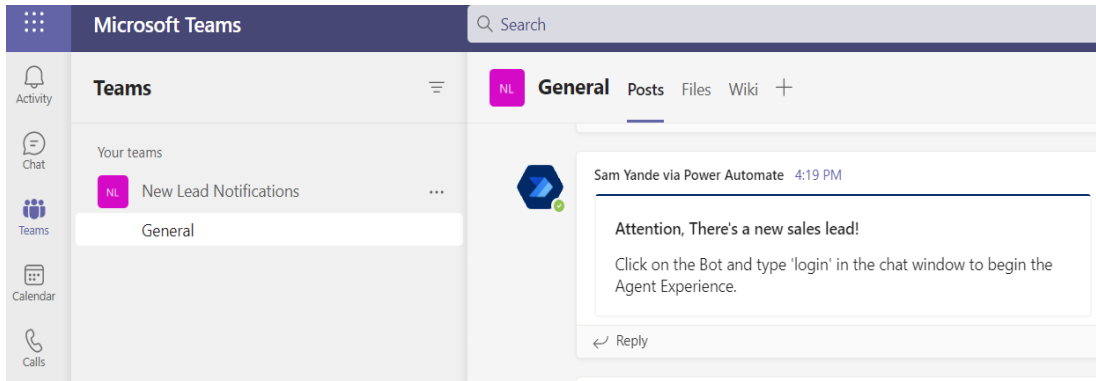 Microsoft Teams
Search
Activity
Chat
Teams
Calendar
Calls
Teams
Your teams
NL New Lead Notifications ...
General
NL General Posts Files Wiki
Sam Yande via Power Automate 4:19 PM
Attention, There's a new sales lead!
Click on the Bot and type 'login' in the chat window to begin the
Agent Experience.
Reply